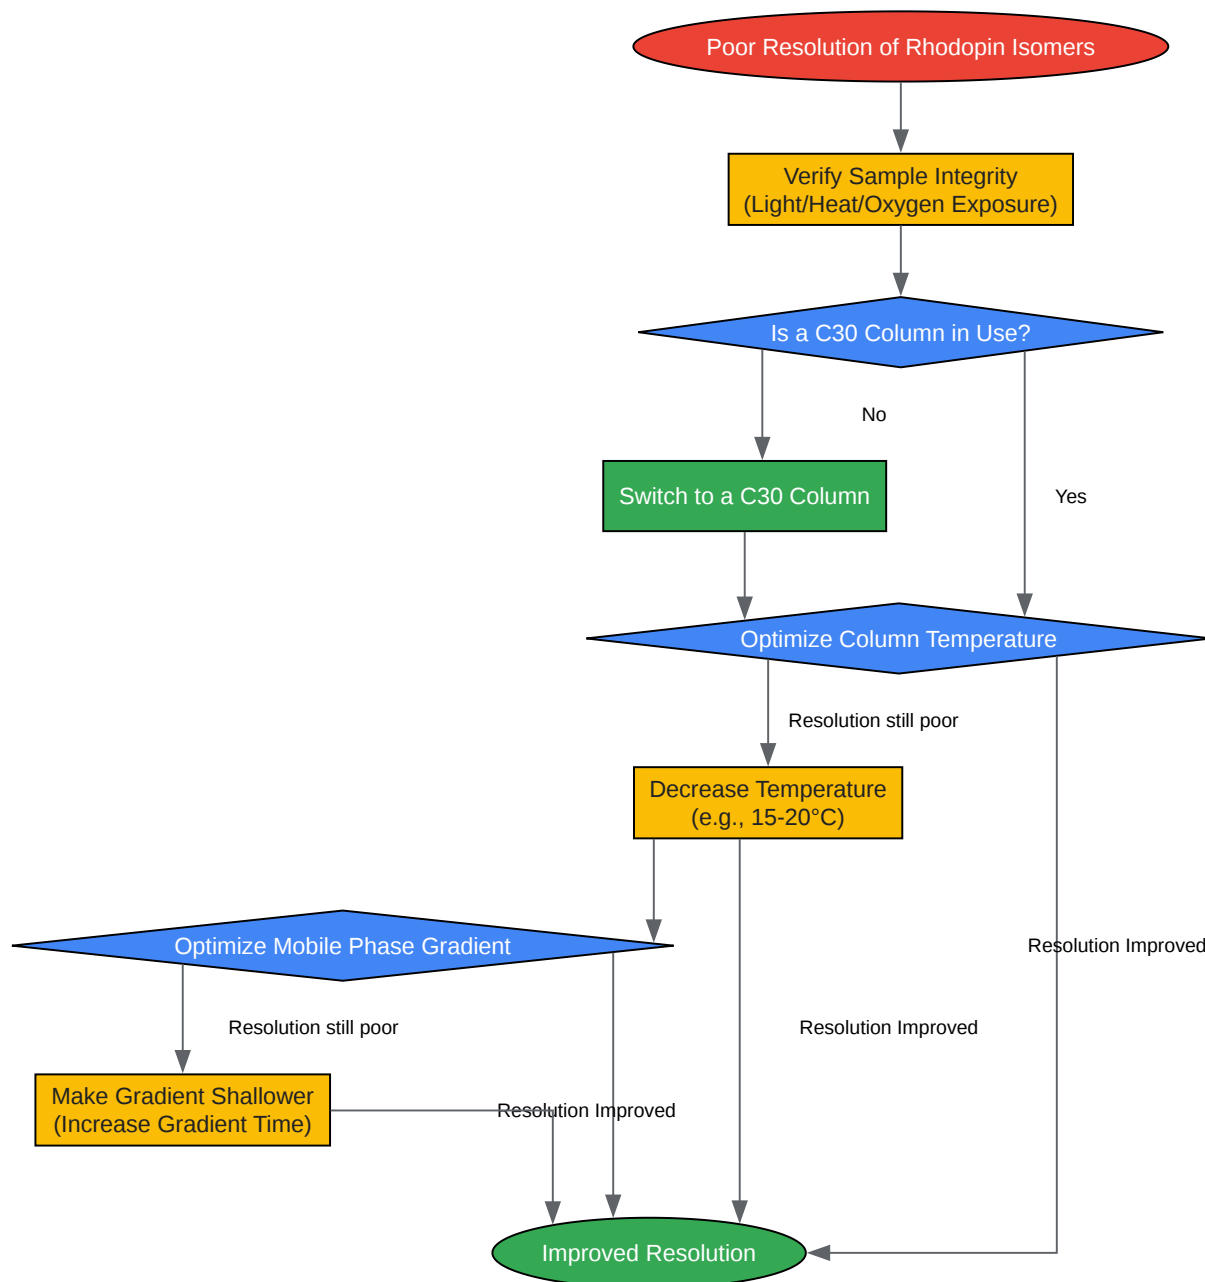 Poor Resolution of Rhodopin Isomers
Verify Sample Integrity
(Light/Heat/Oxygen Exposure)
Is a C30 Column in Use?
No
Switch to a C30 Column
Yes
Optimize Column Temperature
Resolution still poor
Decrease Temperature
(e.g., 15-20°C)
Optimize Mobile Phase Gradient
Resolution Improved
Resolution still poor
Resolution Improved
Make Gradient Shallower
(Increase Gradient Time)
Resolution Improved
Improved Resolution